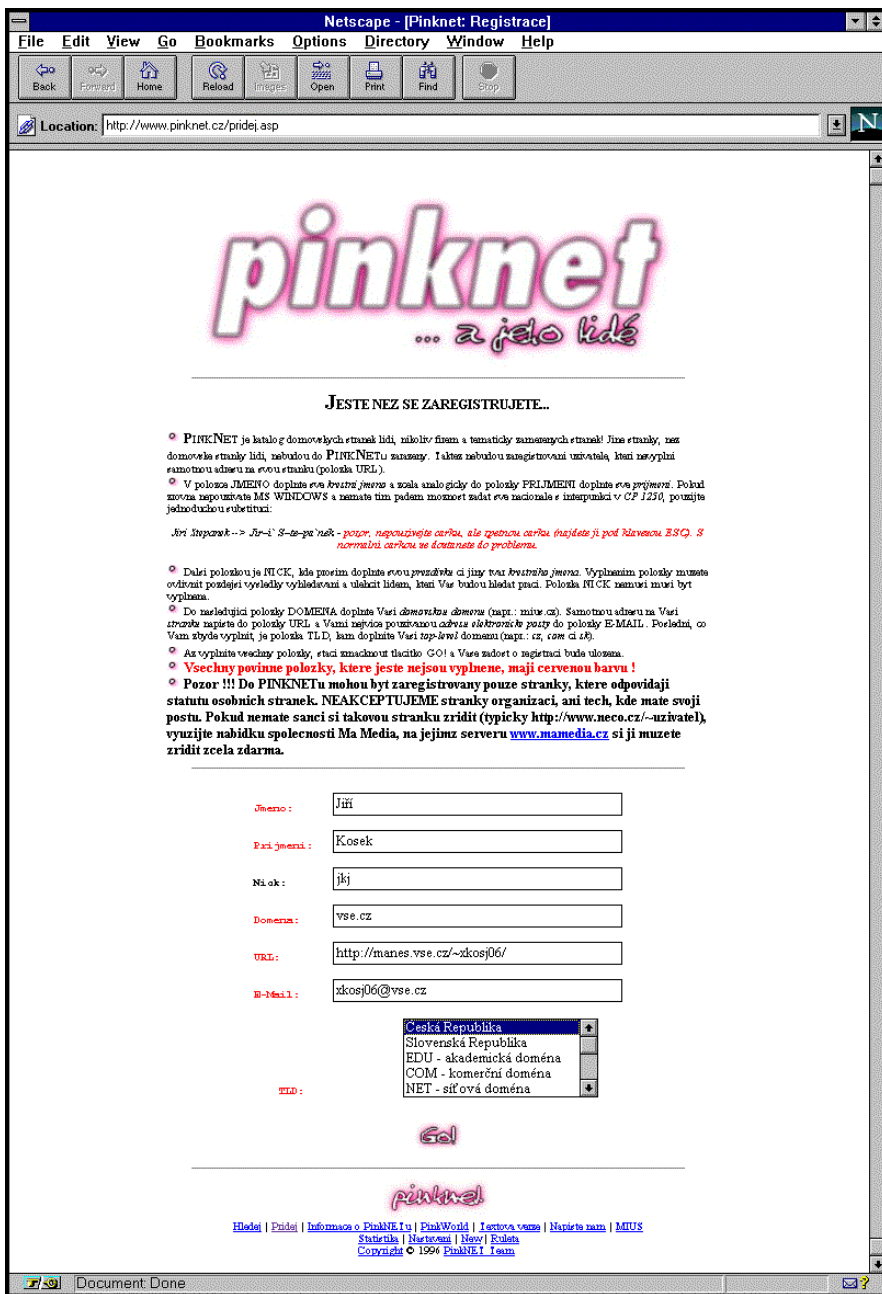 Netscape - [Pinknet: Registrace]
File Edit View Go Bookmarks Options Directory Window Help
Back Forward Home Reload Images Open Print Find Stop
Location: http://www.pinknet.cz/pridej.asp
N
pinknet
... a jeho lidé
JESTE NEZ SE ZAREGISTRUJETE...
PINKNET je katalog domovskych stranek lidi, nikoliv firem a tematicky zamerenych stranek! Jine stranky, nez
domovske stranky lidi, nebudou do PINKNETu zarazeny. Taktez nebudou zaregistrovani uzivatele, kteri nevyplni
samotnou adresu na svou stranku (polozka URL).
V polozce JMENO doplnte sve krestni jmeno a zcela analogicky do polozky PRIJMENI doplnte sve prijmeni. Pokud
zrovna nepouzivate MS WINDOWS a nemate tim padem moznost zadat sve nacionale s interpunkci v CP 1250, pouzijte
jednoduchou substituci:
Jiri Stepanek --> Jir~i` S~te~pa`nek - pozor, nepouzivejte carku, ale zpetnou carku (najdete ji pod klavesou ESC). S
normalni carkou se dostanete do problemu.
Dalsi polozkou je NICK, kde prosim doplnte svou prezdivku ci jiny tvar krestniho jmena. Vyplnenim polozky muzete
ovlivnit pozdejsi vysledky vyhledavani a ulehcit lidem, kteri Vas budou hledat praci. Polozka NICK nemusi musi byt
vyplnena.
Do nasledujici polozky DOMENA doplnte Vasi domovskou domenu (napr.: mius.cz). Samotnou adresu na Vasi
stranku napiste do polozky URL a Vami nejvice pouzivanou adresu elektronicke posty do polozky E-MAIL. Posledni, co
Vam zbyde vyplnit, je polozka TLD, kam doplnite Vasi top-level domenu (napr.: cz, com ci sk).
Az vyplnite vsechny polozky, staci zmacknout tlacitko GO! a Vase zadost o registraci bude ulozena.
Vsechny povinne polozky, ktere jeste nejsou vyplnene, maji cervenou barvu !
Pozor !!! Do PINKNETu mohou byt zaregistrovany pouze stranky, ktere odpovidaji
statutu osobnich stranek. NEAKCEPTUJEME stranky organizaci, ani tech, kde mate svoji
postu. Pokud nemate sanci si takovou stranku zridit (typicky http://www.neco.cz/~uzivatel),
vyuzijte nabidku spolecnosti Ma Media, na jejimz serveru www.mamedia.cz si ji muzete
zridit zcela zdarma.
Jmeno: Jiří
Prijmeni: Kosek
Nick: jkj
Domena: vse.cz
URL: http://manes.vse.cz/~xkosj06/
E-Mail: xkosj06@vse.cz
Česká Republika
Slovenská Republika
EDU - akademická doména
COM - komerční doména
TLD: NET - síťová doména
Go!
pinknet
Hledej | Pridej | Informace o PinkNETu | PinkWorld | Textova verze | Napiste nam | MIUS
Statistika | Nastaveni | New | Ruleta
Copyright © 1996 PinkNET Team
Document: Done